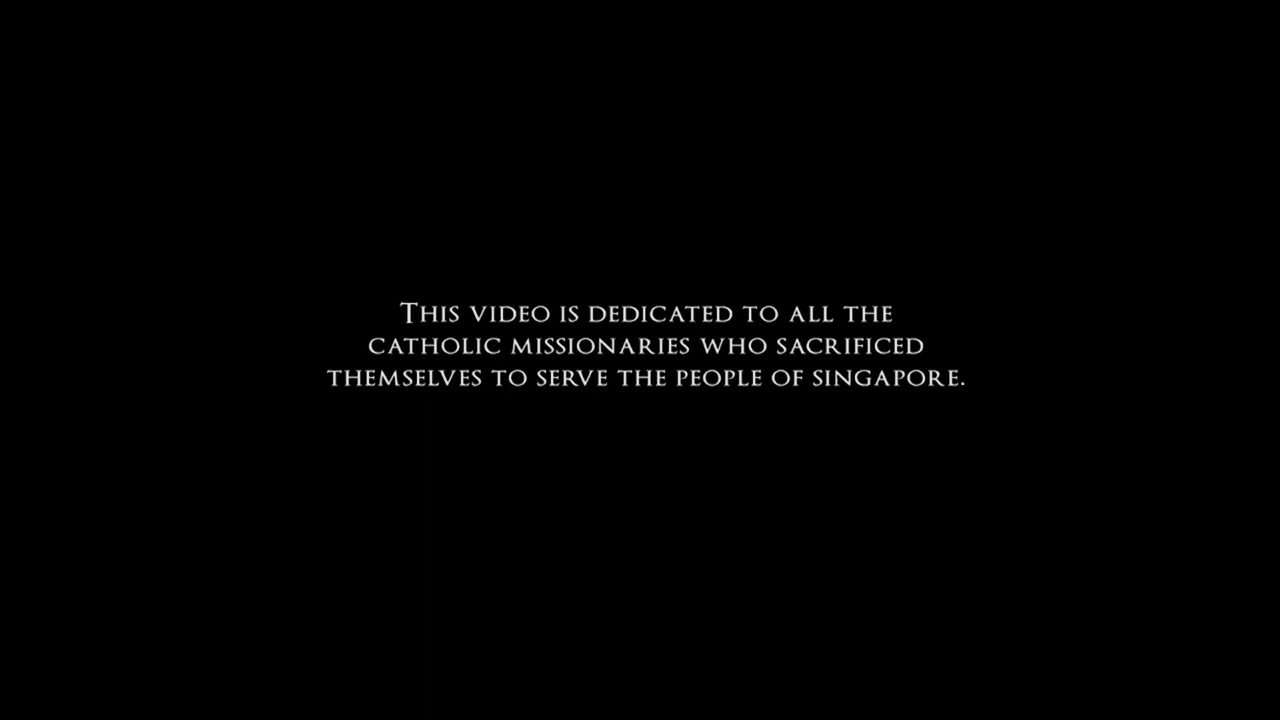 This video is dedicated to all the
catholic missionaries who sacrificed
themselves to serve the people of singapore.